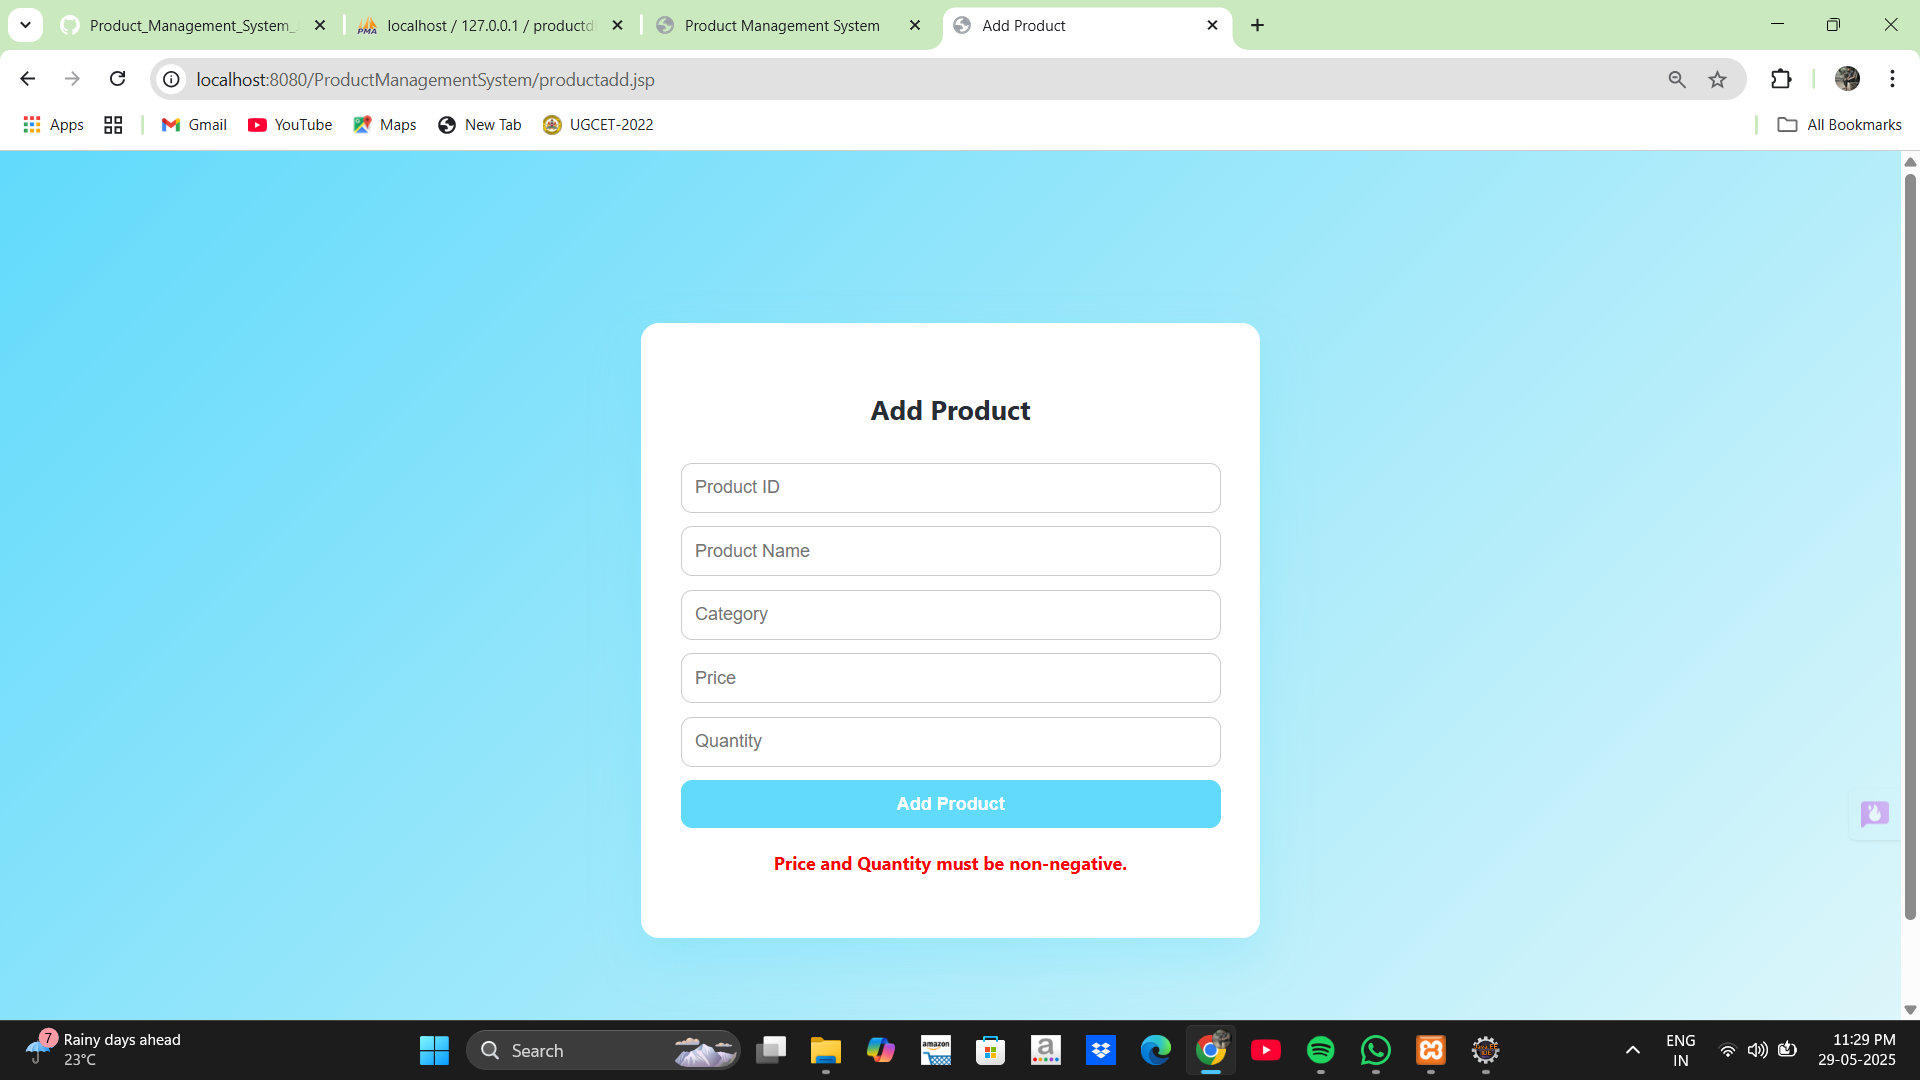 Product_Management_System_
localhost / 127.0.0.1 / productd
Product Management System
Add Product
localhost:8080/ProductManagementSystem/productadd.jsp
Apps
Gmail
YouTube
Maps
New Tab
UGCET-2022
All Bookmarks
Add Product
Product ID
Product Name
Category
Price
Quantity
Add Product
Price and Quantity must be non-negative.
7
Rainy days ahead
23°C
Search
ENG
IN
11:29 PM
29-05-2025